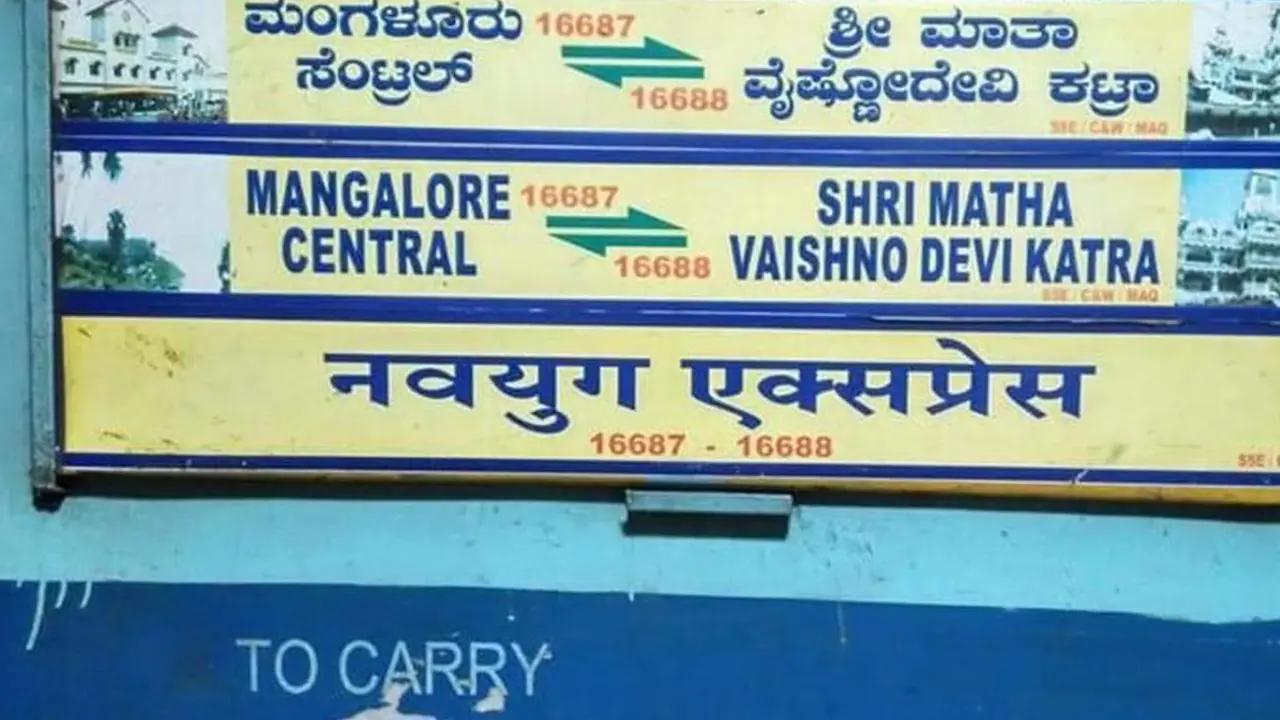 ಮಂಗಳೂರು 16687 ಶ್ರೀ ಮಾತಾ
ಸೆಂಟ್ರಲ್ 16688 ವೈಷ್ಣೋದೇವಿ ಕಟ್ರಾ
SSE / C&W / MAQ
MANGALORE 16687 SHRI MATHA
CENTRAL 16688 VAISHNO DEVI KATRA
SSE / C&W / MAQ
नवयुग एक्सप्रेस
16687 - 16688
SSE /
TO CARRY